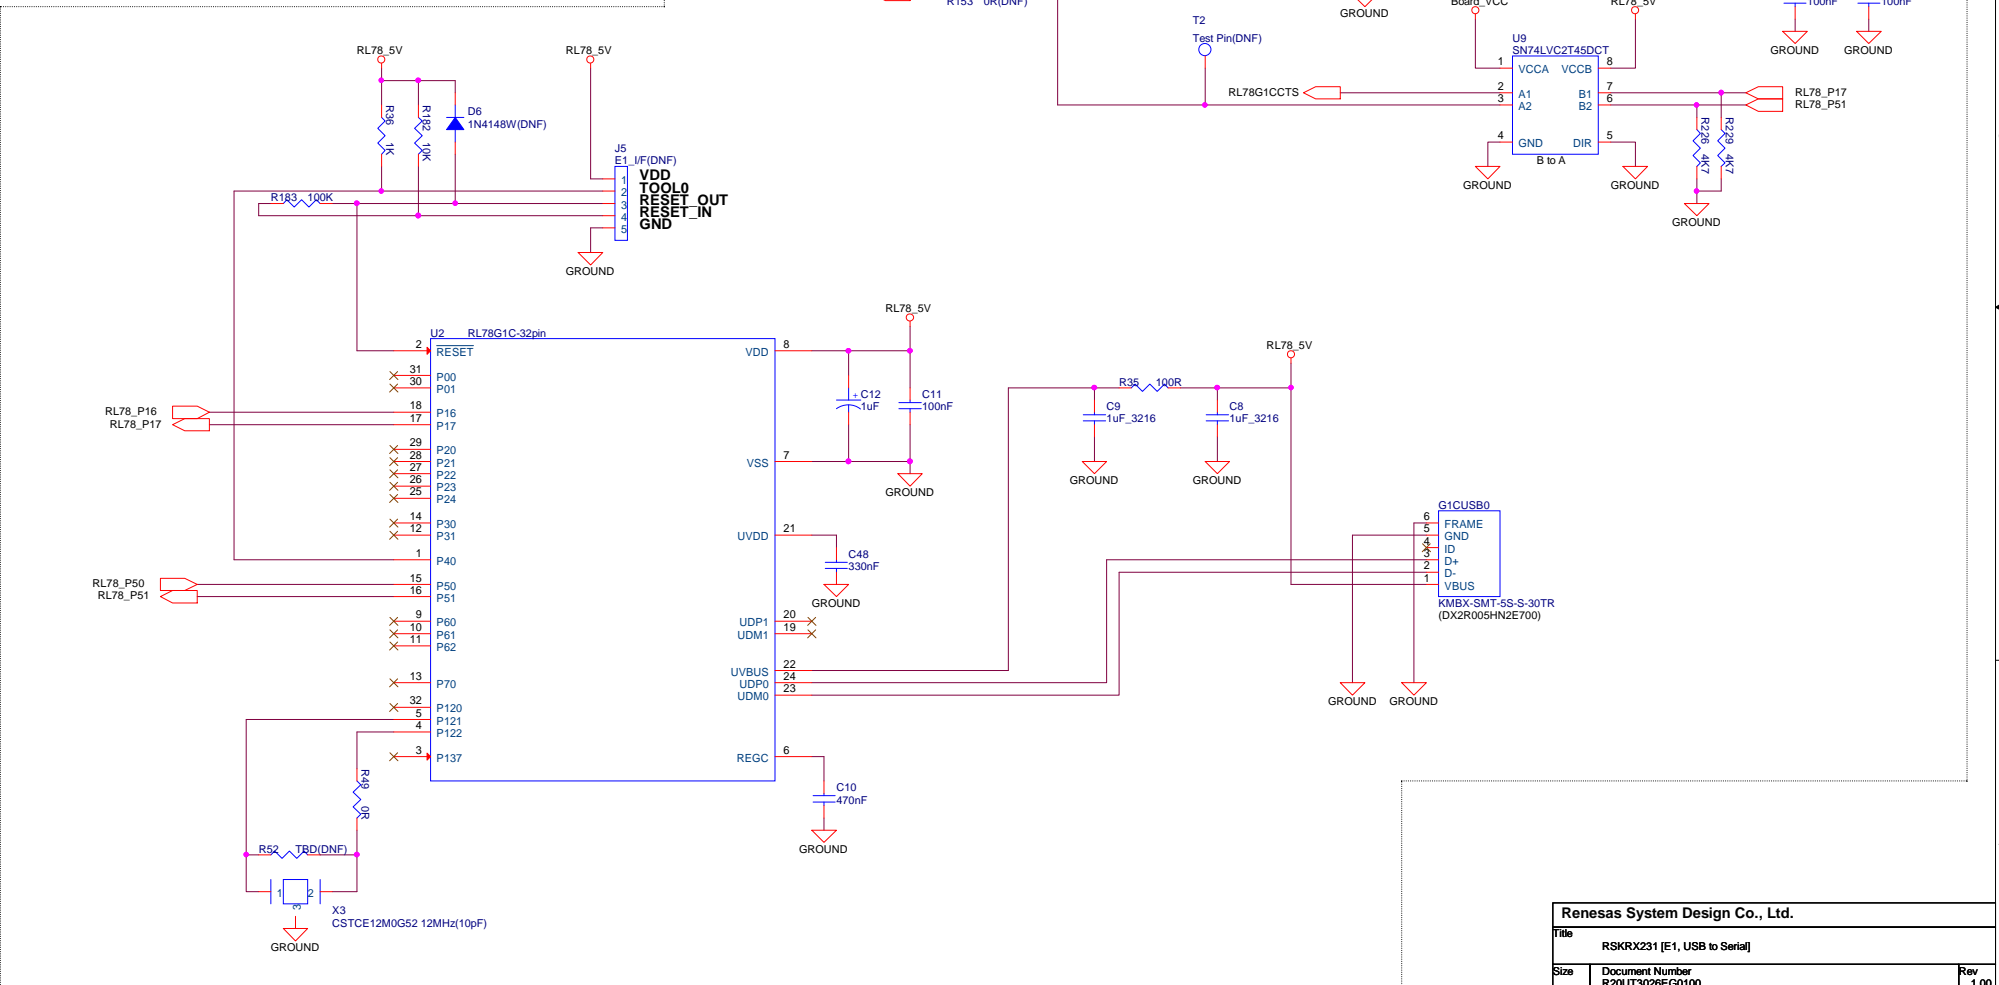 R153 0R(DNF)
GROUND
Board_VCC
RL78_5V
100nF
100nF
GROUND
GROUND
T2
Test Pin(DNF)
U9
SN74LVC2T45DCT
1 VCCA VCCB 8
RL78G1CCTS
2 A1 B1 7
RL78_P17
3 A2 B2 6
RL78_P51
4 GND DIR 5
B to A
R226 4K7
R229 4K7
GROUND
GROUND
GROUND
RL78_5V
RL78_5V
R36 1K
R182 10K
D6
1N4148W(DNF)
J5
E1_I/F(DNF)
1 VDD
2 TOOL0
3 RESET_OUT
4 RESET_IN
5 GND
R183 100K
GROUND
U2 RL78G1C-32pin
2 RESET
31 P00
30 P01
RL78_P16
18 P16
RL78_P17
17 P17
29 P20
28 P21
27 P22
26 P23
25 P24
14 P30
12 P31
1 P40
RL78_P50
15 P50
RL78_P51
16 P51
9 P60
10 P61
11 P62
13 P70
32 P120
5 P121
4 P122
3 P137
VDD 8
VSS 7
UVDD 21
UDP1 20
UDM1 19
UVBUS 22
UDP0 24
UDM0 23
REGC 6
RL78_5V
C12
1uF
+
C11
100nF
GROUND
C48
330nF
GROUND
C10
470nF
GROUND
RL78_5V
R35 100R
C9
1uF_3216
C8
1uF_3216
GROUND
GROUND
G1CUSB0
6 FRAME
5 GND
4 ID
3 D+
2 D-
1 VBUS
KMBX-SMT-5S-S-30TR
(DX2R005HN2E700)
GROUND
GROUND
R49 0R
R52 TBD(DNF)
1 2
3
X3
CSTCE12M0G52 12MHz(10pF)
GROUND
Renesas System Design Co., Ltd.
Title
RSKRX231 [E1, USB to Serial]
Size
Document Number
Rev
R20UT3026EG0100
1.00